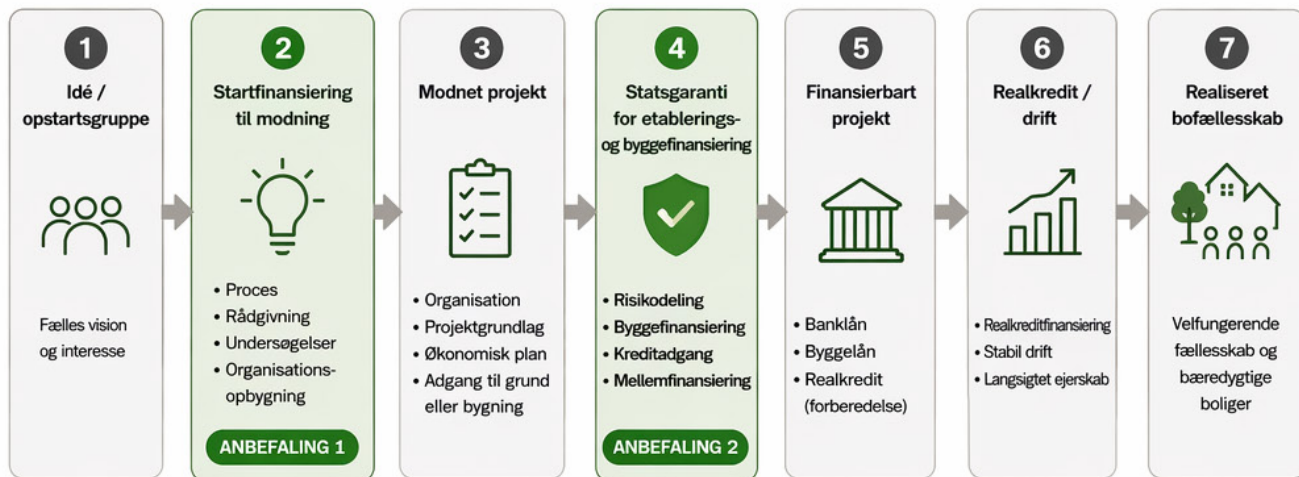 1
Idé /
opstartsgruppe
Fælles vision
og interesse
2
Startfinansiering
til modning
• Proces
• Rådgivning
• Undersøgelser
• Organisations-
opbygning
ANBEFALING 1
3
Modnet projekt
• Organisation
• Projektgrundlag
• Økonomisk plan
• Adgang til grund
eller bygning
4
Statsgaranti
for etablerings-
og byggefinansiering
• Risikodeling
• Byggefinansiering
• Kreditadgang
• Mellemfinansiering
ANBEFALING 2
5
Finansierbart
projekt
• Banklån
• Byggelån
• Realkredit
(forberedelse)
6
Realkredit /
drift
• Realkreditfinansiering
• Stabil drift
• Langsigtet ejerskab
7
Realiseret
bofællesskab
Velfungerende
fællesskab og
bæredygtige
boliger